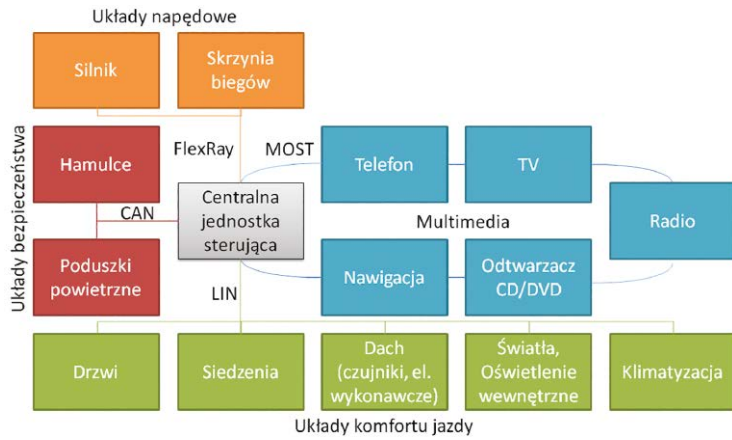 Układy napędowe
Silnik
Skrzynia
biegów
Układy bezpieczeństwa
Hamulce
FlexRay
MOST
Telefon
TV
CAN
Centralna
jednostka
sterująca
Multimedia
Radio
Poduszki
powietrzne
LIN
Nawigacja
Odtwarzacz
CD/DVD
Drzwi
Siedzenia
Dach
(czujniki, el.
wykonawcze)
Światła,
Oświetlenie
wewnętrzne
Klimatyzacja
Układy komfortu jazdy